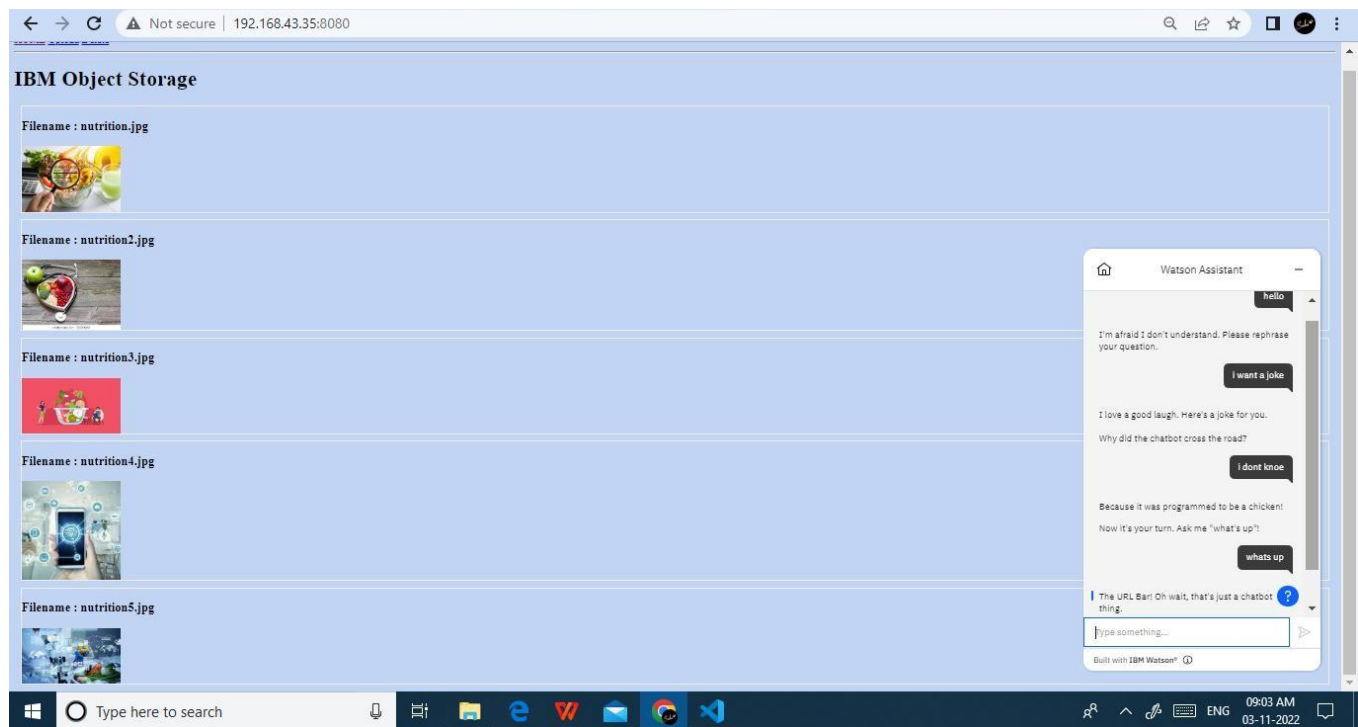 Not secure
192.168.43.35:8080
IBM Object Storage
Filename : nutrition.jpg
Filename : nutrition2.jpg
Filename : nutrition3.jpg
Filename : nutrition4.jpg
Filename : nutrition5.jpg
Watson Assistant
hello
I'm afraid I don't understand. Please rephrase
your question.
i want a joke
I love a good laugh. Here's a joke for you.
Why did the chatbot cross the road?
i dont knoe
Because it was programmed to be a chicken!
Now it's your turn. Ask me "what's up"!
whats up
The URL Bar! Oh wait, that's just a chatbot
thing.
?
Type something...
Built with IBM Watson®
Type here to search
ENG
09:03 AM
03-11-2022